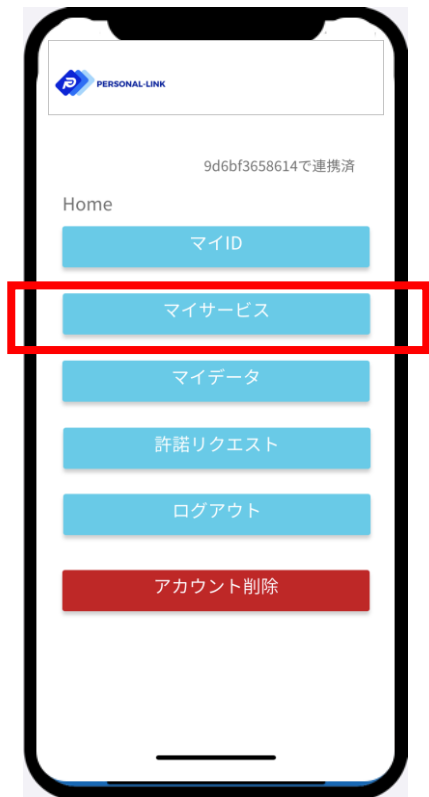 PERSONAL-LINK
9d6bf3658614で連携済
Home
マイID
マイサービス
マイデータ
許諾リクエスト
ログアウト
アカウント削除